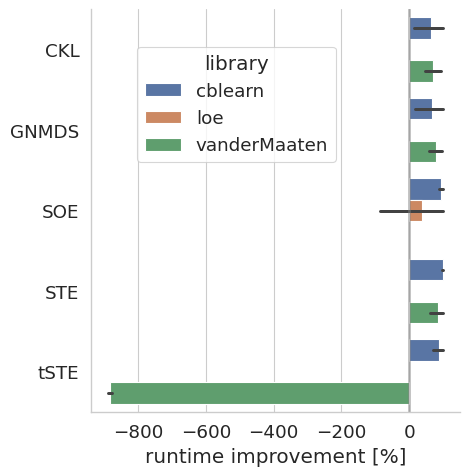 CKL
GNMDS
SOE
STE
tSTE
library
cblearn
loe
vanderMaaten
−800 −600 −400 −200 0
runtime improvement [%]